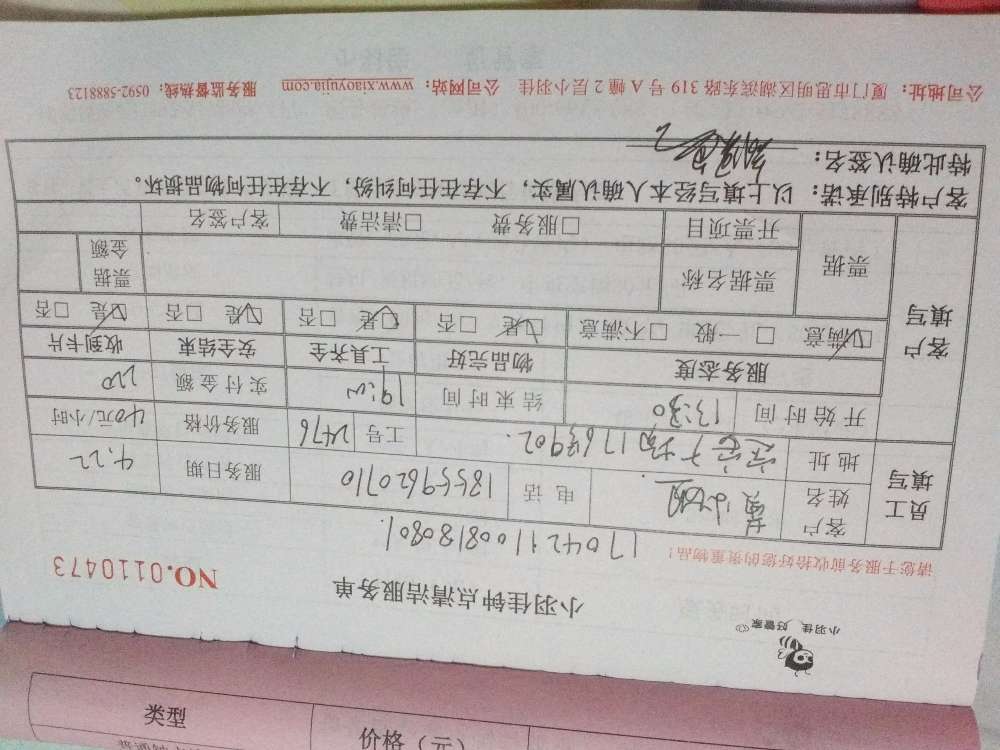 小羽佳 好管家
小羽佳钟点清洁服务单
NO.0110473
请您于服务前收拾好您的贵重物品!
1704211008180801
员工填写
客户姓名
电话 18559620710
服务日期 4.22
地址
工号 2476
服务价格 40元/小时
开始时间 13:30
结束时间 19:00
实付金额 220
客户填写
服务态度 物品完好 工具齐全 安全结束 收到卡片
☑满意 □一般 □不满意 ☑是 □否 ☑是 □否 ☑是 □否 ☑是 □否
票据 票据名称 票据金额
开票项目 □服务费 □清洁费 客户签名
客户特别承诺:以上填写经本人确认属实,不存在任何纠纷,不存在任何物品损坏。
特此确认签名:
公司地址:厦门市思明区湖滨东路 319 号 A 幢 2 层小羽佳 公司网站:www.xiaoyujia.com 服务监督热线:0592-5888123
类型 价格(元)